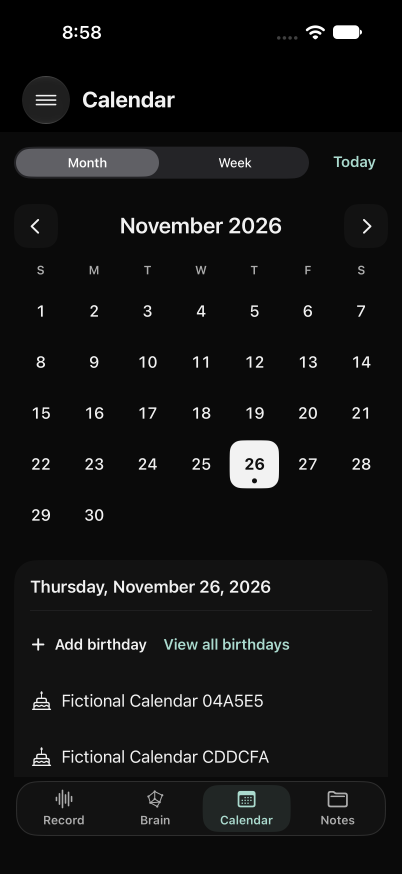 8:58
Calendar
Month Week Today
November 2026
S M T W T F S
1 2 3 4 5 6 7
8 9 10 11 12 13 14
15 16 17 18 19 20 21
22 23 24 25 26 27 28
29 30
Thursday, November 26, 2026
+ Add birthday View all birthdays
Fictional Calendar 04A5E5
Fictional Calendar CDDCFA
Record Brain Calendar Notes